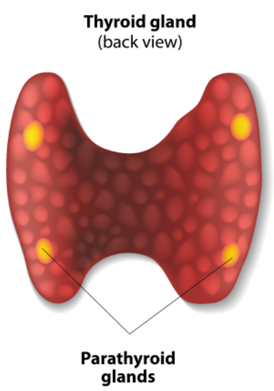 Thyroid gland
(back view)
Parathyroid
glands